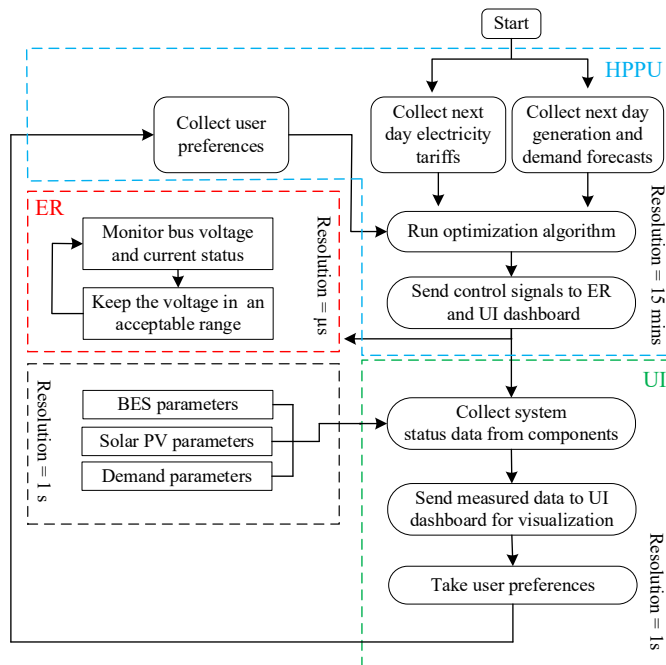 Start
HPPU
Collect user
preferences
Collect next
day electricity
tariffs
Collect next day
generation and
demand forecasts
ER
Monitor bus voltage
and current status
Keep the voltage in an
acceptable range
Resolution = μs
Run optimization algorithm
Send control signals to ER
and UI dashboard
Resolution = 15 mins
UI
Resolution = 1 s
BES parameters
Solar PV parameters
Demand parameters
Collect system
status data from components
Send measured data to UI
dashboard for visualization
Take user preferences
Resolution = 1s